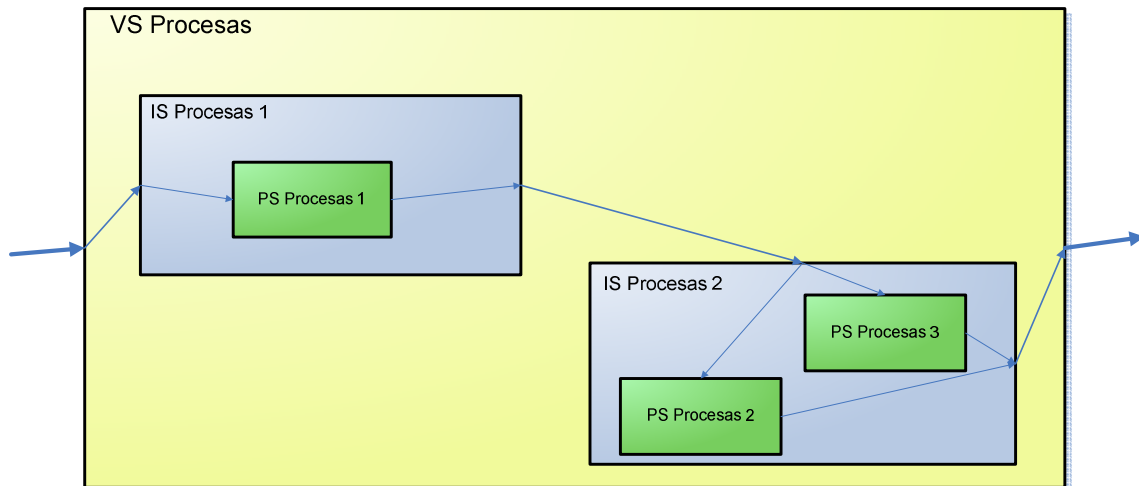 VS Procesas
IS Procesas 1
PS Procesas 1
IS Procesas 2
PS Procesas 3
PS Procesas 2